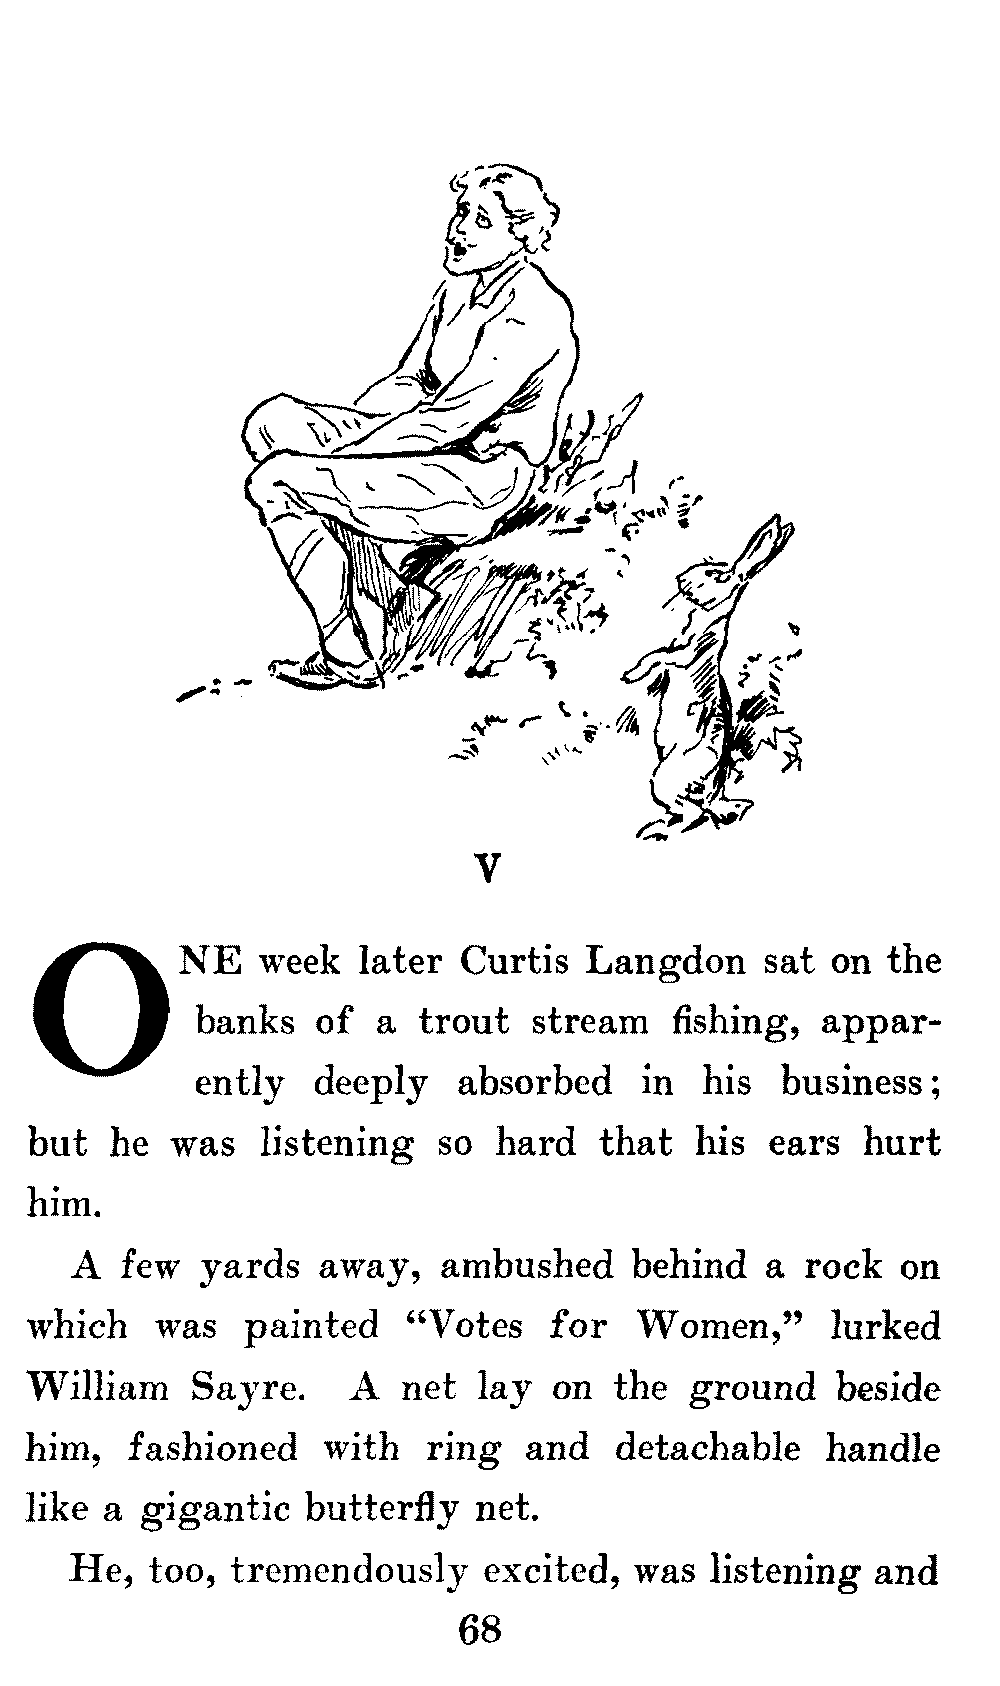 V
ONE week later Curtis Langdon sat on the
banks of a trout stream fishing, appar-
ently deeply absorbed in his business;
but he was listening so hard that his ears hurt
him.
A few yards away, ambushed behind a rock on
which was painted “Votes for Women,” lurked
William Sayre. A net lay on the ground beside
him, fashioned with ring and detachable handle
like a gigantic butterfly net.
He, too, tremendously excited, was listening and
68